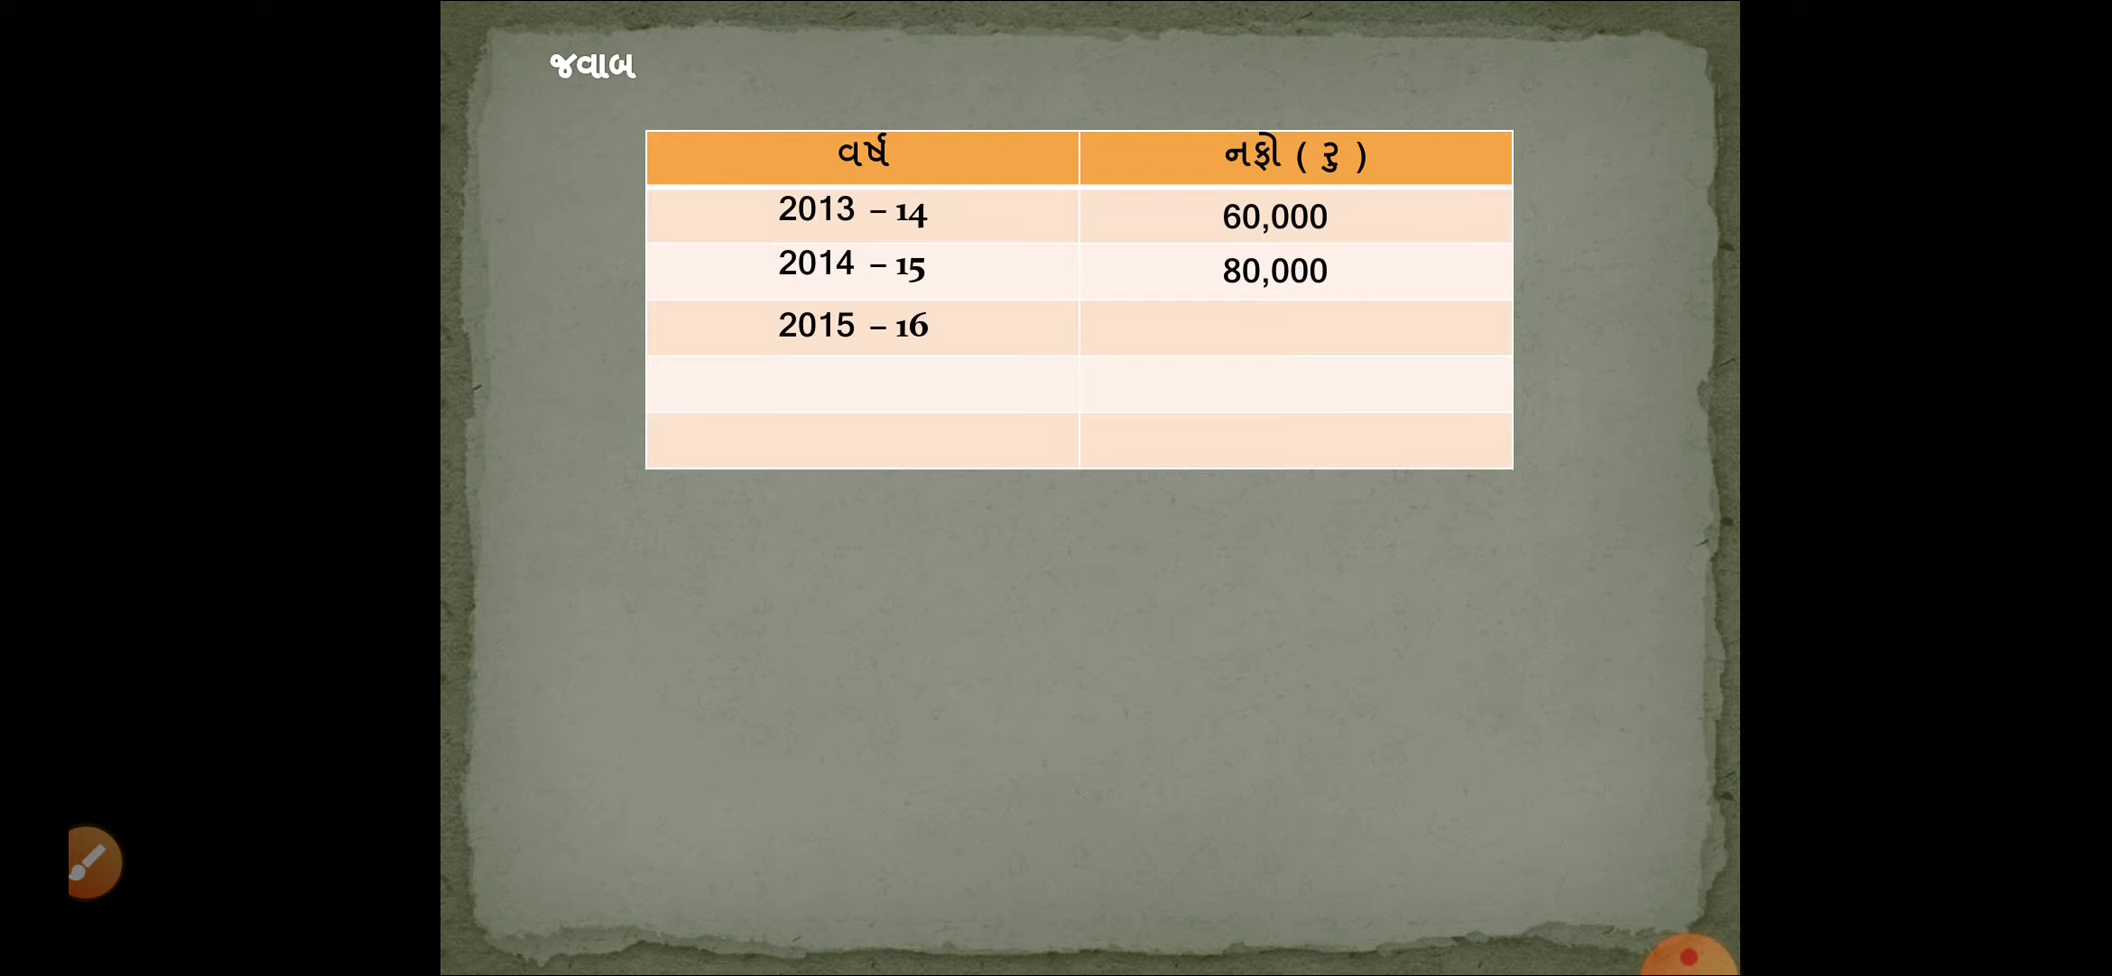 જવાબ
વર્ષ નફો ( રુ )
2013 – 14 60,000
2014 – 15 80,000
2015 – 16